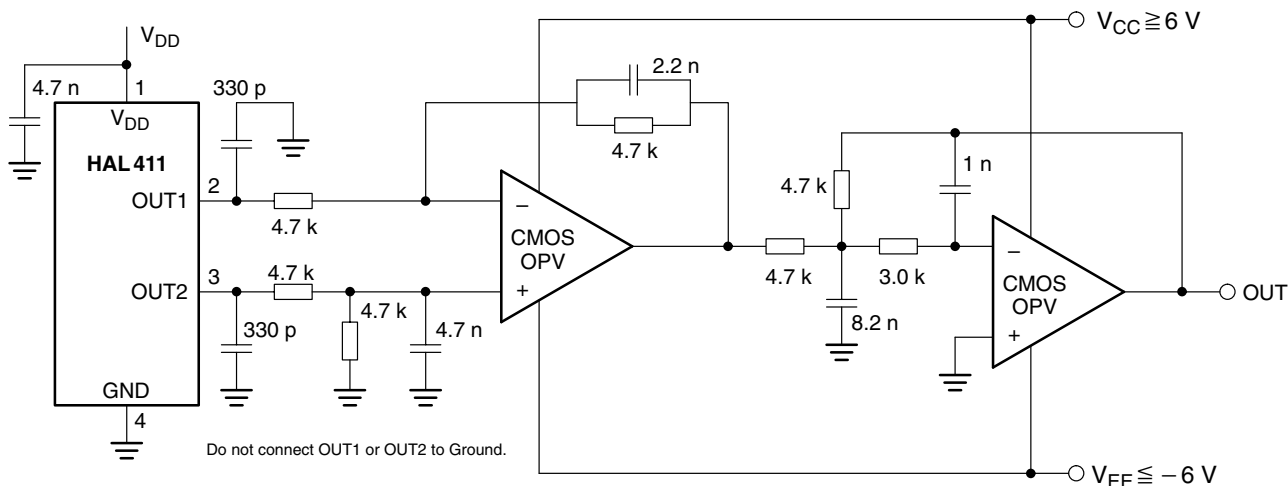 V_DD
4.7 n
1
V_DD
HAL 411
330 p
OUT1
2
4.7 k
OUT2
3
4.7 k
330 p
4.7 k
4.7 n
GND
4
Do not connect OUT1 or OUT2 to Ground.
2.2 n
4.7 k
–
CMOS
OPV
+
4.7 k
4.7 k
3.0 k
1 n
8.2 n
–
CMOS
OPV
+
V_CC ≧ 6 V
OUT
V_EE ≦ – 6 V